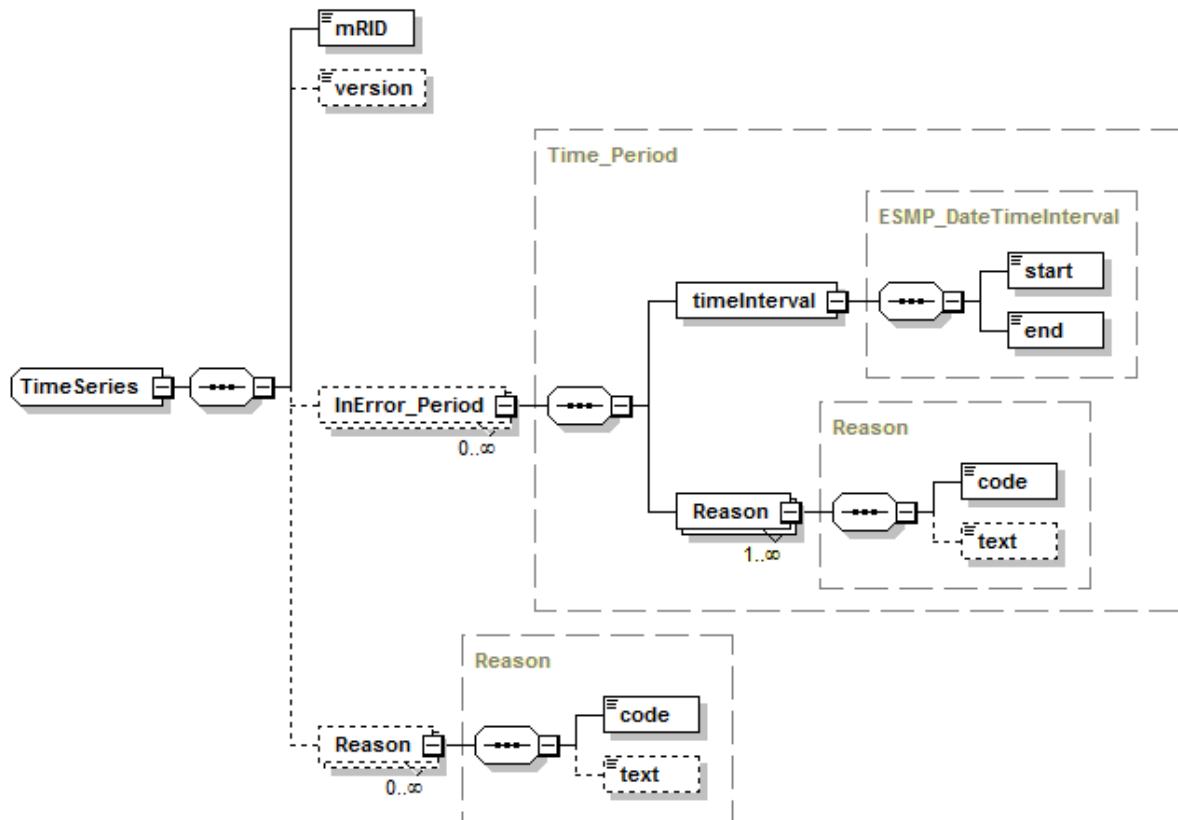 mRID
version
Time_Period
ESMP_DateTimeInterval
start
timeInterval
end
TimeSeries
InError_Period
0..∞
Reason
code
Reason
text
1..∞
Reason
code
Reason
text
0..∞